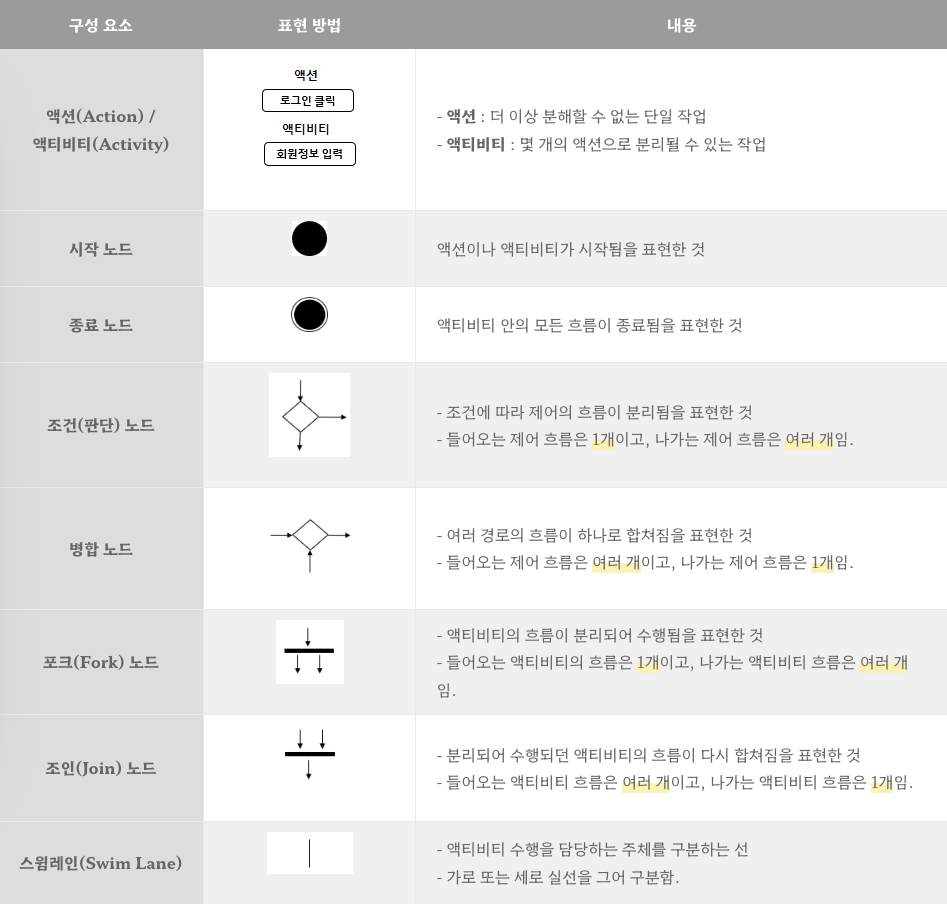 구성 요소
표현 방법
내용
액션(Action) /
액티비티(Activity)
액션
로그인 클릭
액티비티
회원정보 입력
- 액션 : 더 이상 분해할 수 없는 단일 작업
- 액티비티 : 몇 개의 액션으로 분리될 수 있는 작업
시작 노드
액션이나 액티비티가 시작됨을 표현한 것
종료 노드
액티비티 안의 모든 흐름이 종료됨을 표현한 것
조건(판단) 노드
- 조건에 따라 제어의 흐름이 분리됨을 표현한 것
- 들어오는 제어 흐름은 1개이고, 나가는 제어 흐름은 여러 개임.
병합 노드
- 여러 경로의 흐름이 하나로 합쳐짐을 표현한 것
- 들어오는 제어 흐름은 여러 개이고, 나가는 제어 흐름은 1개임.
포크(Fork) 노드
- 액티비티의 흐름이 분리되어 수행됨을 표현한 것
- 들어오는 액티비티의 흐름은 1개이고, 나가는 액티비티 흐름은 여러 개
임.
조인(Join) 노드
- 분리되어 수행되던 액티비티의 흐름이 다시 합쳐짐을 표현한 것
- 들어오는 액티비티 흐름은 여러 개이고, 나가는 액티비티 흐름은 1개임.
스윔레인(Swim Lane)
- 액티비티 수행을 담당하는 주체를 구분하는 선
- 가로 또는 세로 실선을 그어 구분함.